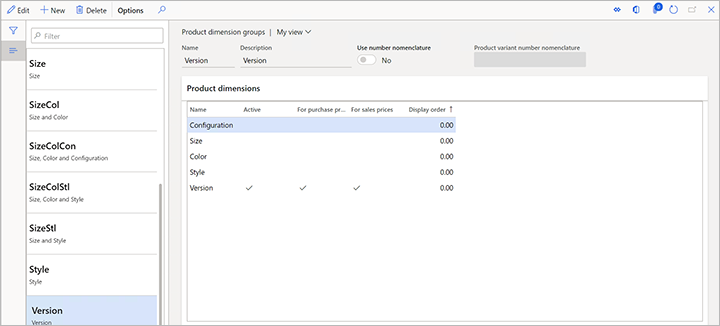 Edit + New Delete Options
0
Filter
Size
Size
SizeCol
Size and Color
SizeColCon
Size, Color and Configuration
SizeColStl
Size, Color and Style
SizeStl
Size and Style
Style
Style
Version
Version
Product dimension groups | My view
Name Description Use number nomenclature Product variant number nomenclature
Version Version No
Product dimensions
Name Active For purchase pr... For sales prices Display order ↑
Configuration 0.00
Size 0.00
Color 0.00
Style 0.00
Version ✓ ✓ ✓ 0.00